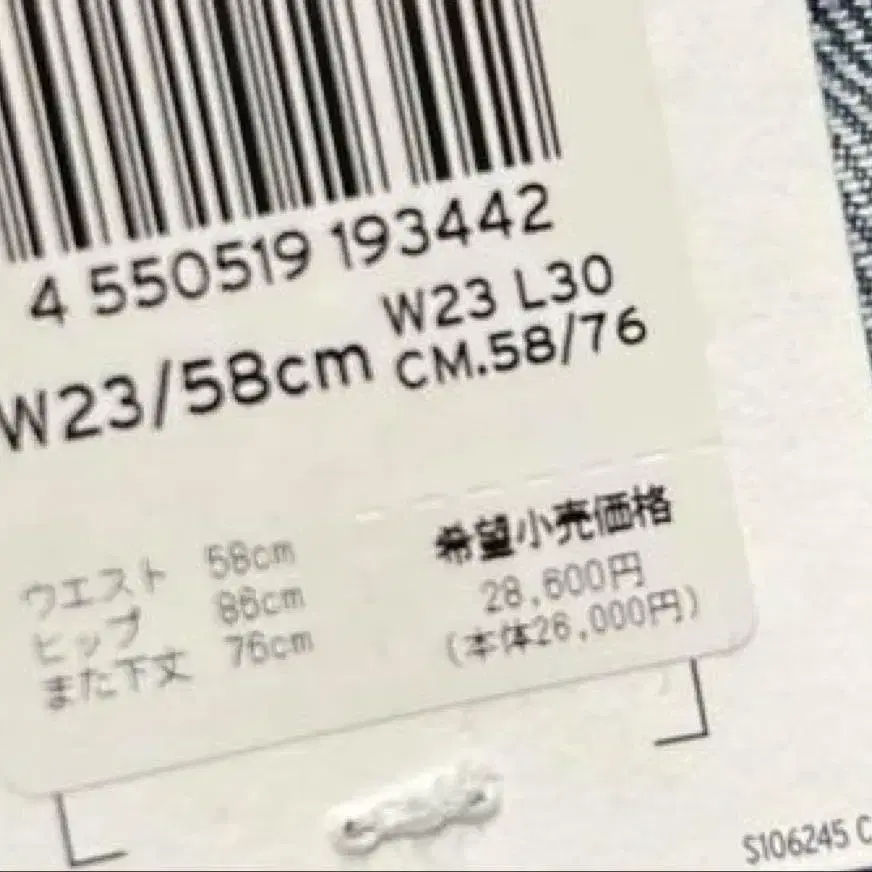 4 550519 193442
W23/58cm
W23 L30
CM.58/76
ウエスト 58cm
ヒップ 86cm
また下丈 76cm
希望小売価格
28,600円
(本体26,000円)
S106245 C